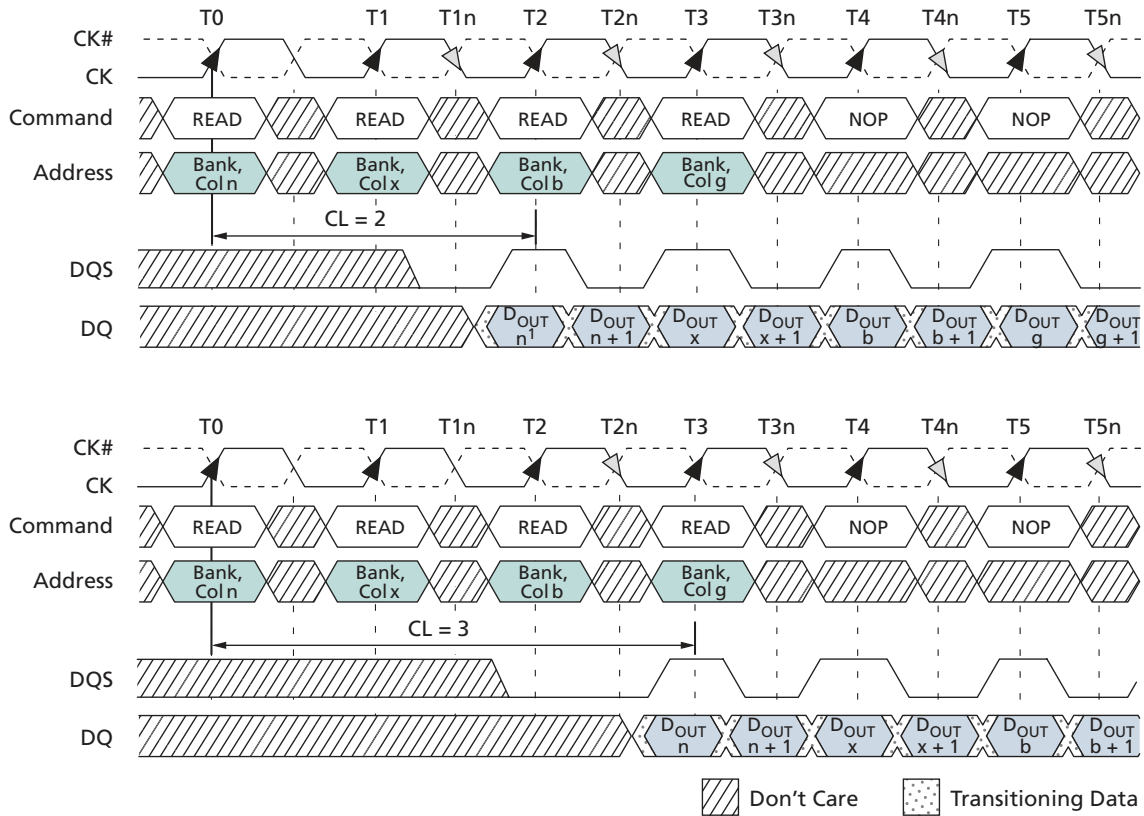 T0 T1 T1n T2 T2n T3 T3n T4 T4n T5 T5n
CK#
CK
Command READ READ READ READ NOP NOP
Address Bank, Col n Bank, Col x Bank, Col b Bank, Col g
CL = 2
DQS
DQ DOUT n1 DOUT n + 1 DOUT x DOUT x + 1 DOUT b DOUT b + 1 DOUT g DOUT g + 1
T0 T1 T1n T2 T2n T3 T3n T4 T4n T5 T5n
CK#
CK
Command READ READ READ READ NOP NOP
Address Bank, Col n Bank, Col x Bank, Col b Bank, Col g
CL = 3
DQS
DQ DOUT n DOUT n + 1 DOUT x DOUT x + 1 DOUT b DOUT b + 1
Don't Care Transitioning Data